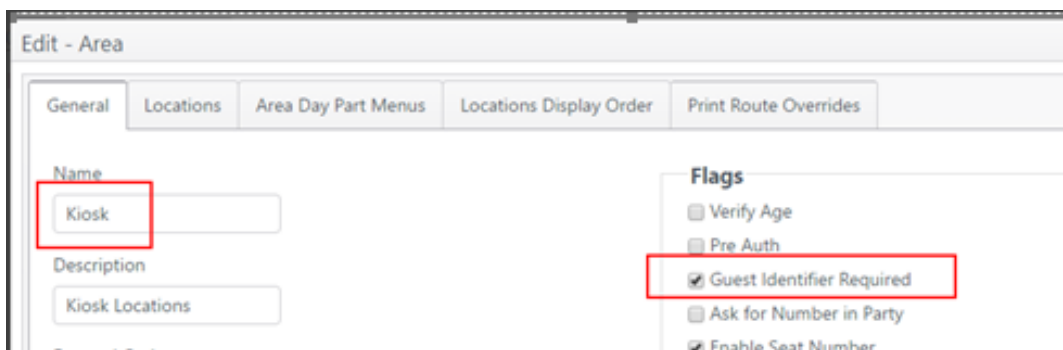 Edit - Area
General Locations Area Day Part Menus Locations Display Order Print Route Overrides
Name
Kiosk
Description
Kiosk Locations
Flags
Verify Age
Pre Auth
Guest Identifier Required
Ask for Number in Party
Enable Seat Number